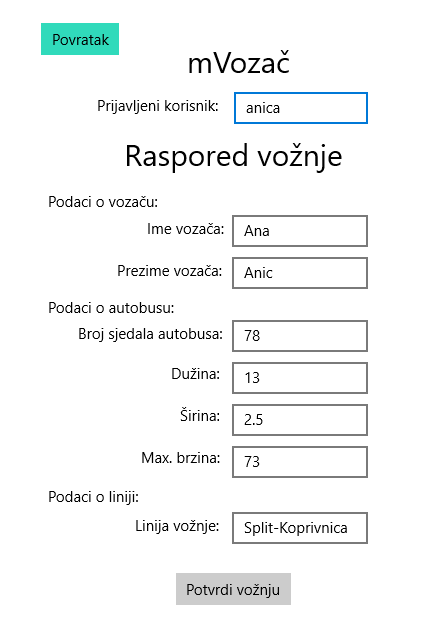 Povratak
mVozač
Prijavljeni korisnik: anica
Raspored vožnje
Podaci o vozaču:
Ime vozača: Ana
Prezime vozača: Anic
Podaci o autobusu:
Broj sjedala autobusa: 78
Dužina: 13
Širina: 2.5
Max. brzina: 73
Podaci o liniji:
Linija vožnje: Split-Koprivnica
Potvrdi vožnju